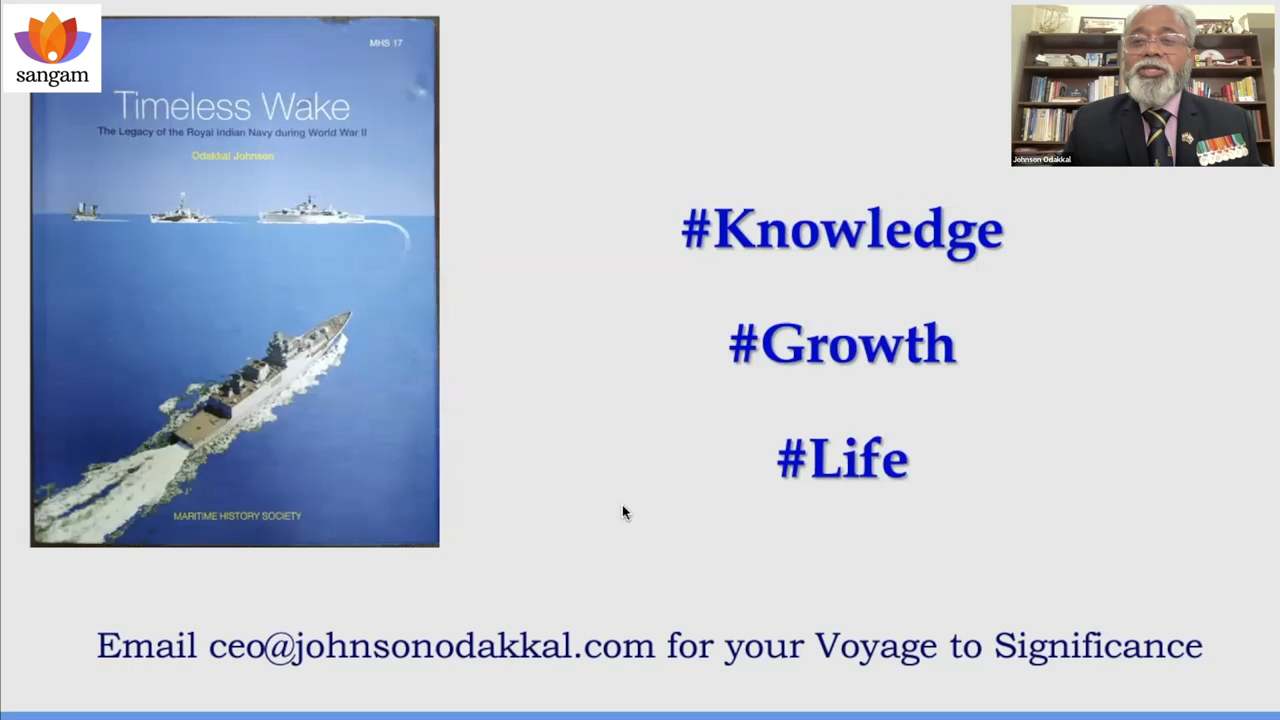 sangam
MHS 17
Timeless Wake
The Legacy of the Royal Indian Navy during World War II
Odakkal Johnson
MARITIME HISTORY SOCIETY
Johnson Odakkal
#Knowledge
#Growth
#Life
Email ceo@johnsonodakkal.com for your Voyage to Significance